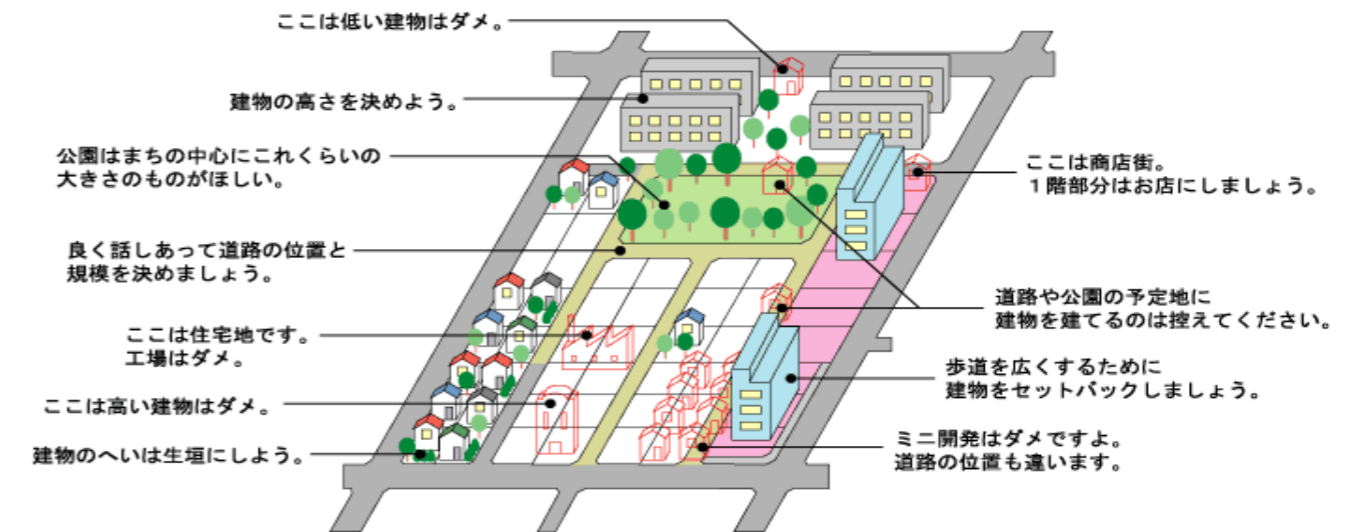 ここは低い建物はダメ。
建物の高さを決めよう。
公園はまちの中心にこれくらいの
大きさのものがほしい。
良く話しあって道路の位置と
規模を決めましょう。
ここは住宅地です。
工場はダメ。
ここは高い建物はダメ。
建物のへいは生垣にしよう。
ここは商店街。
１階部分はお店にしましょう。
道路や公園の予定地に
建物を建てるのは控えてください。
歩道を広くするために
建物をセットバックしましょう。
ミニ開発はダメですよ。
道路の位置も違います。